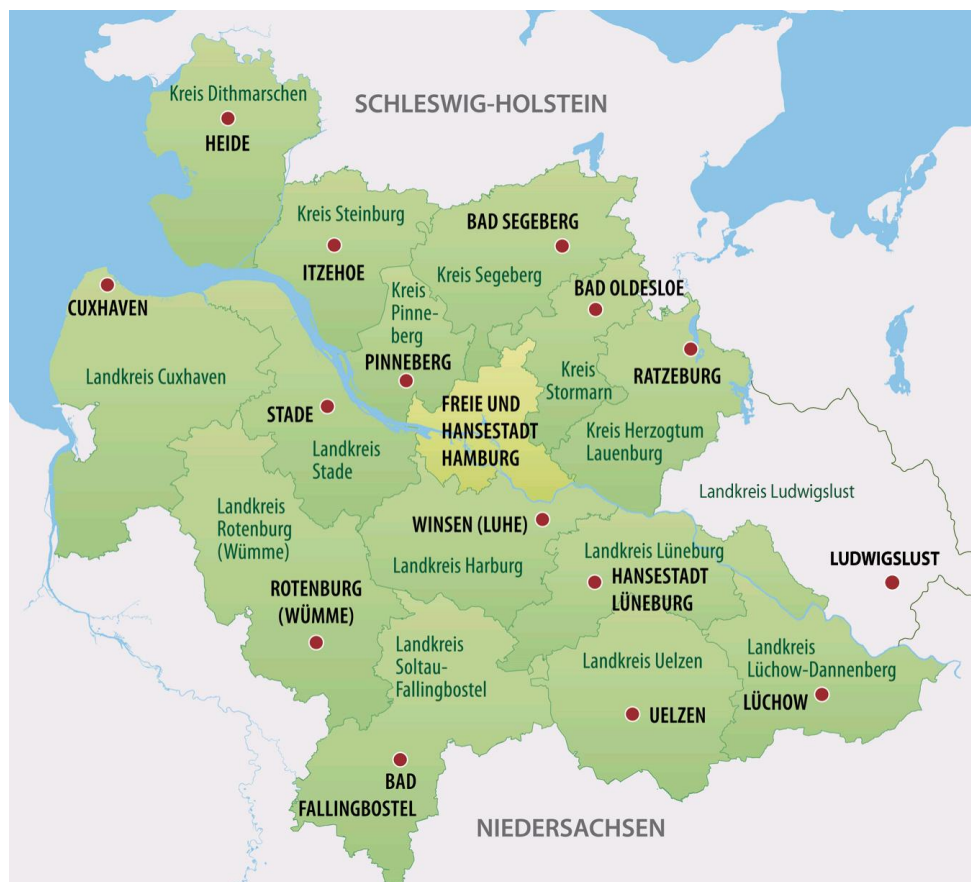 Kreis Dithmarschen
HEIDE
SCHLESWIG-HOLSTEIN
Kreis Steinburg
ITZEHOE
BAD SEGEBERG
Kreis Segeberg
CUXHAVEN
Landkreis Cuxhaven
Kreis
Pinne-
berg
PINNEBERG
BAD OLDESLOE
Kreis
Stormarn
RATZEBURG
Kreis Herzogtum
Lauenburg
STADE
Landkreis
Stade
FREIE UND
HANSESTADT
HAMBURG
Landkreis Ludwigslust
LUDWIGSLUST
Landkreis
Rotenburg
(Wümme)
ROTENBURG
(WÜMME)
WINSEN (LUHE)
Landkreis Harburg
Landkreis Lüneburg
HANSESTADT
LÜNEBURG
Landkreis
Soltau-
Fallingbostel
BAD
FALLINGBOSTEL
Landkreis Uelzen
UELZEN
Landkreis
Lüchow-Dannenberg
LÜCHOW
NIEDERSACHSEN